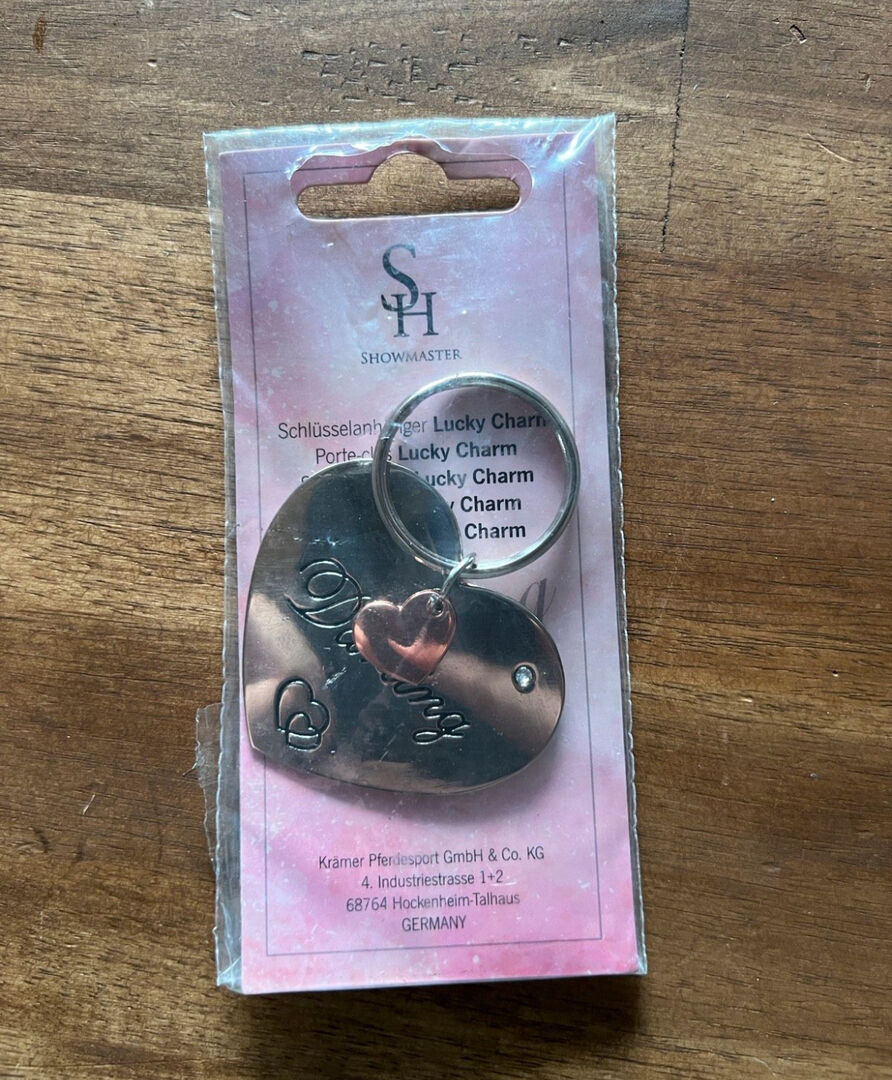 SH
SHOWMASTER
Lucky Charm
Lucky Charm
Lucky Charm
Charm
Charm
Krämer Pferdesport GmbH & Co. KG
4. Industriestrasse 1+2
68764 Hockenheim-Talhaus
GERMANY